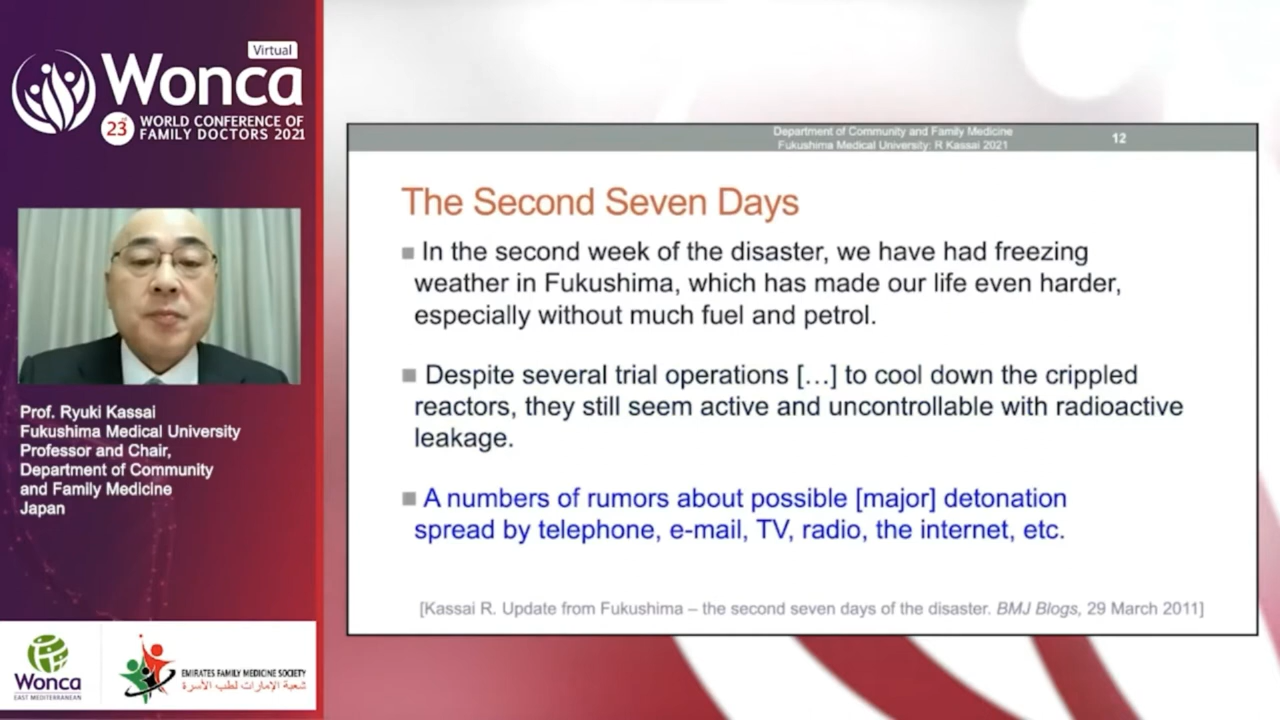 Virtual
Wonca
23rd WORLD CONFERENCE OF
FAMILY DOCTORS 2021
Prof. Ryuki Kassai
Fukushima Medical University
Professor and Chair,
Department of Community
and Family Medicine
Japan
Wonca
EAST MEDITERRANEAN
EMIRATES FAMILY MEDICINE SOCIETY
شعبة الإمارات لطب الأسرة
Department of Community and Family Medicine
Fukushima Medical University: R Kassai 2021
12
The Second Seven Days
■ In the second week of the disaster, we have had freezing
weather in Fukushima, which has made our life even harder,
especially without much fuel and petrol.
■ Despite several trial operations […] to cool down the crippled
reactors, they still seem active and uncontrollable with radioactive
leakage.
■ A numbers of rumors about possible [major] detonation
spread by telephone, e-mail, TV, radio, the internet, etc.
[Kassai R. Update from Fukushima – the second seven days of the disaster. BMJ Blogs, 29 March 2011]